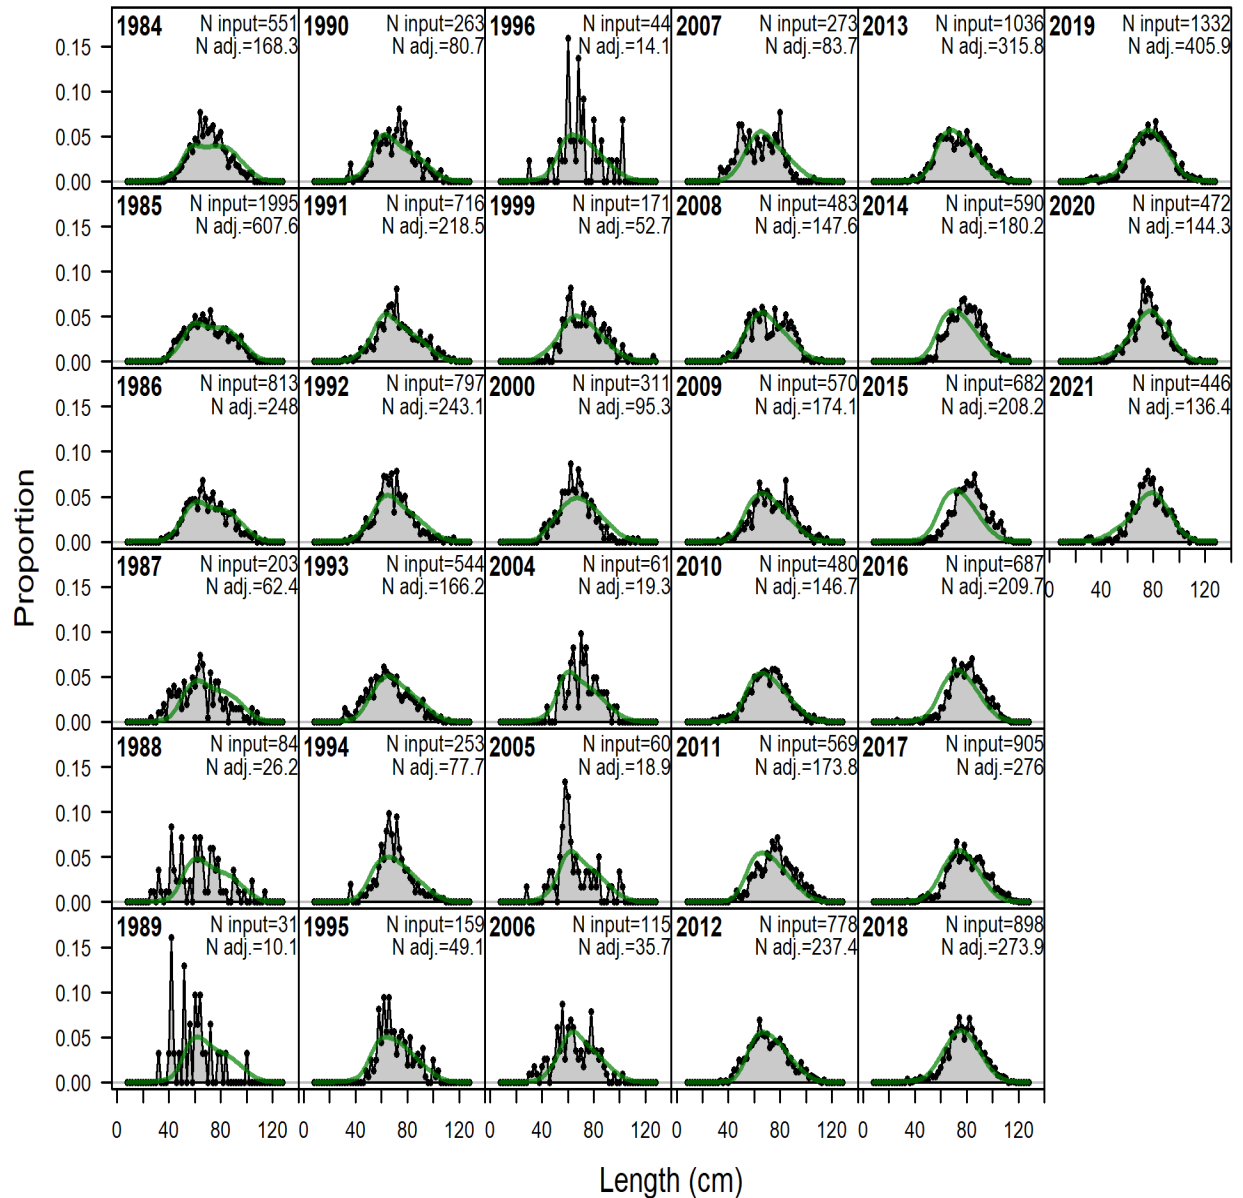 1984 N input=551
N adj.=168.3
1990 N input=263
N adj.=80.7
1996 N input=44
N adj.=14.1
2007 N input=273
N adj.=83.7
2013 N input=1036
N adj.=315.8
2019 N input=1332
N adj.=405.9
0.15
0.10
0.05
0.00
1985 N input=1995
N adj.=607.6
1991 N input=716
N adj.=218.5
1999 N input=171
N adj.=52.7
2008 N input=483
N adj.=147.6
2014 N input=590
N adj.=180.2
2020 N input=472
N adj.=144.3
0.15
0.10
0.05
0.00
1986 N input=813
N adj.=248
1992 N input=797
N adj.=243.1
2000 N input=311
N adj.=95.3
2009 N input=570
N adj.=174.1
2015 N input=682
N adj.=208.2
2021 N input=446
N adj.=136.4
0.15
0.10
0.05
0.00
1987 N input=203
N adj.=62.4
1993 N input=544
N adj.=166.2
2004 N input=61
N adj.=19.3
2010 N input=480
N adj.=146.7
2016 N input=687
N adj.=209.7
0 40 80 120
0.15
0.10
0.05
0.00
1988 N input=84
N adj.=26.2
1994 N input=253
N adj.=77.7
2005 N input=60
N adj.=18.9
2011 N input=569
N adj.=173.8
2017 N input=905
N adj.=276
0.15
0.10
0.05
0.00
1989 N input=31
N adj.=10.1
1995 N input=159
N adj.=49.1
2006 N input=115
N adj.=35.7
2012 N input=778
N adj.=237.4
2018 N input=898
N adj.=273.9
0.15
0.10
0.05
0.00
0 40 80 120 0 40 80 120 0 40 80 120 0 40 80 120 0 40 80 120
Length (cm)
Proportion